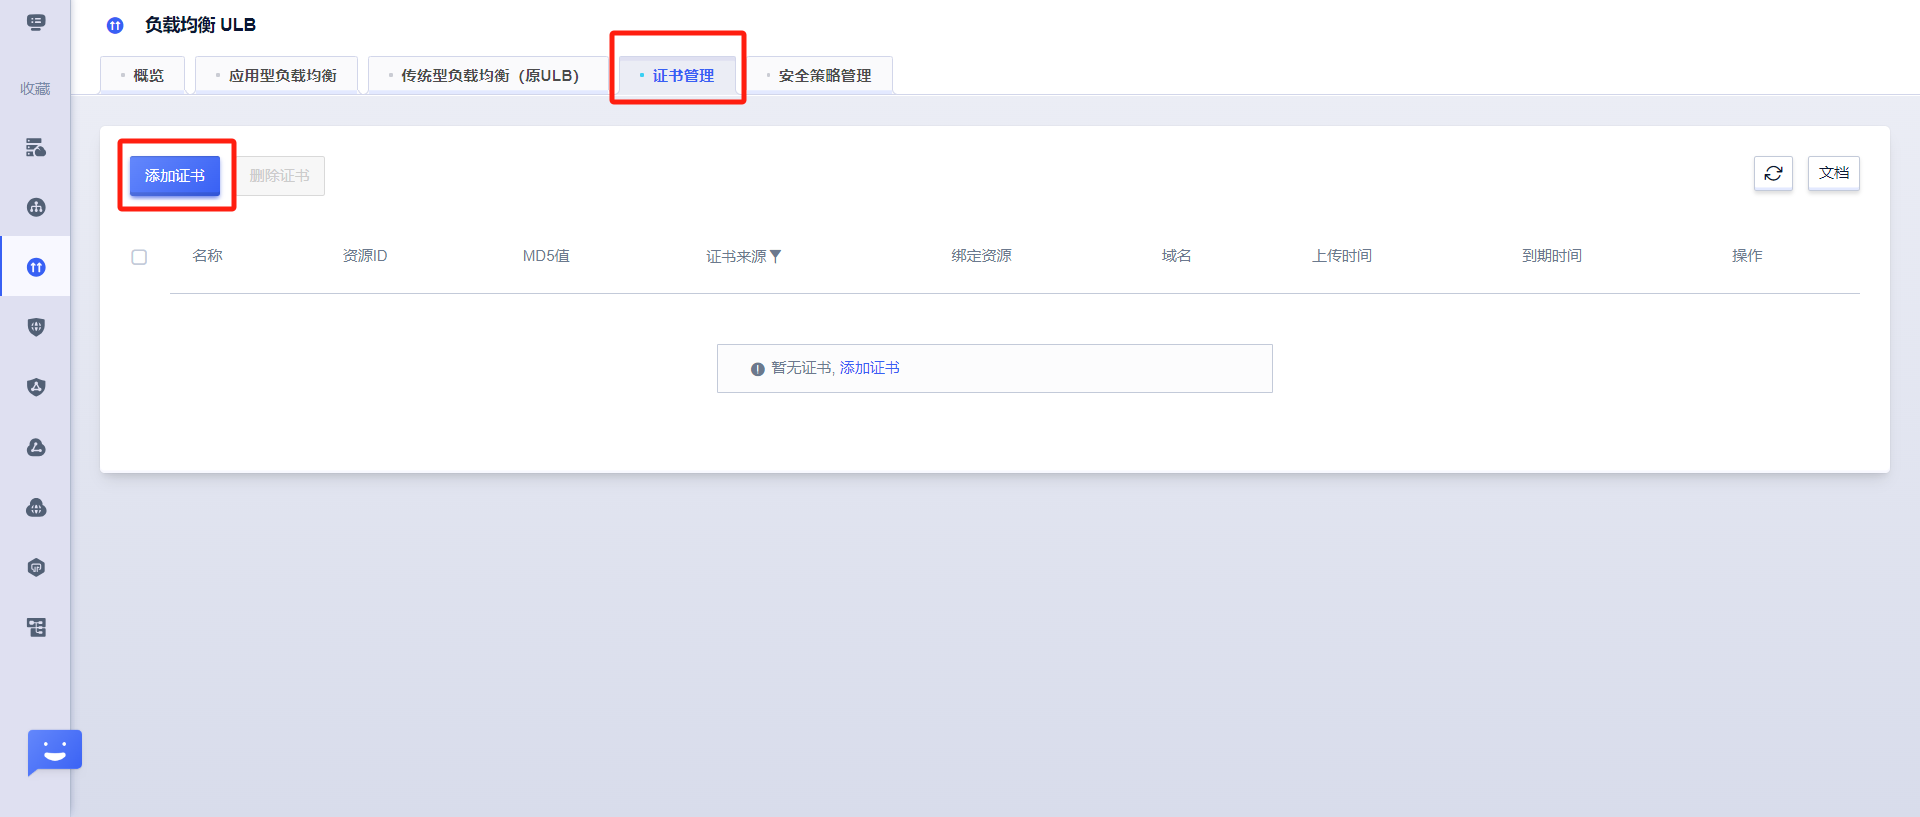 负载均衡 ULB
概览
应用型负载均衡
传统型负载均衡（原ULB）
证书管理
安全策略管理
收藏
添加证书
删除证书
文档
名称
资源ID
MD5值
证书来源
绑定资源
域名
上传时间
到期时间
操作
暂无证书, 添加证书